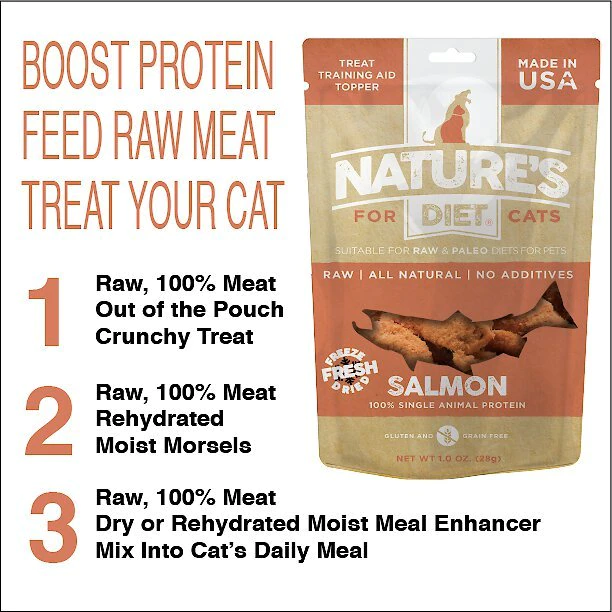 BOOST PROTEIN
FEED RAW MEAT
TREAT YOUR CAT
1
Raw, 100% Meat
Out of the Pouch
Crunchy Treat
2
Raw, 100% Meat
Rehydrated
Moist Morsels
3
Raw, 100% Meat
Dry or Rehydrated Moist Meal Enhancer
Mix Into Cat's Daily Meal
TREAT
TRAINING AID
TOPPER
MADE IN
USA
NATURE'S
FOR DIET® CATS
SUITABLE FOR RAW & PALEO DIETS FOR PETS
RAW | ALL NATURAL | NO ADDITIVES
FREEZE
FRESH
DRIED
SALMON
100% SINGLE ANIMAL PROTEIN
GLUTEN AND GRAIN FREE
NET WT 1.0 OZ. (28g)